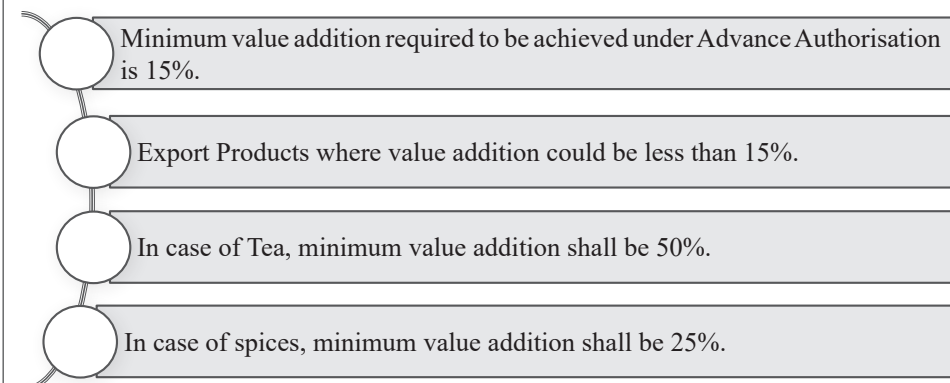 Minimum value addition required to be achieved under Advance Authorisation
is 15%.
Export Products where value addition could be less than 15%.
In case of Tea, minimum value addition shall be 50%.
In case of spices, minimum value addition shall be 25%.